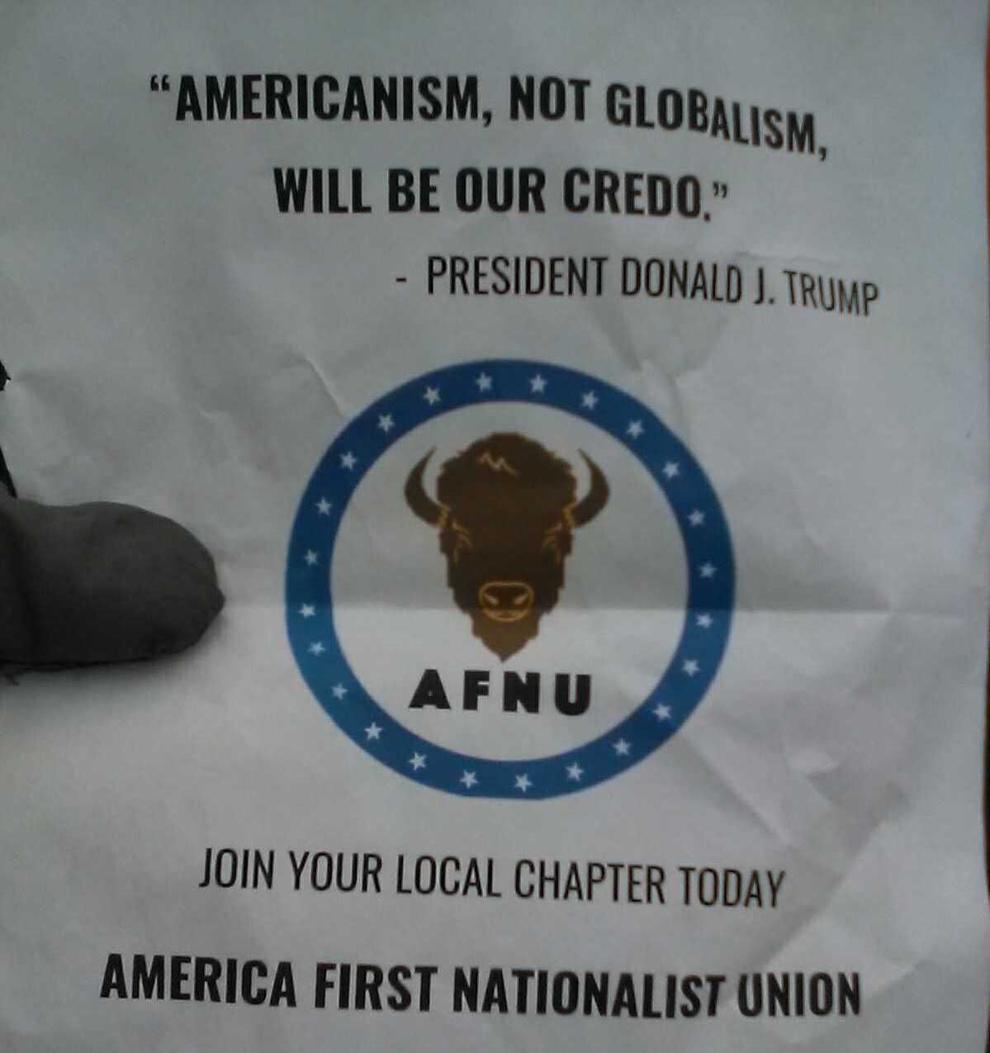 “AMERICANISM, NOT GLOBALISM,
WILL BE OUR CREDO.”
- PRESIDENT DONALD J. TRUMP
AFNU
JOIN YOUR LOCAL CHAPTER TODAY
AMERICA FIRST NATIONALIST UNION